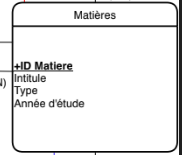 Matières
+ID Matiere
Intitule
N)
Type
Année d'étude